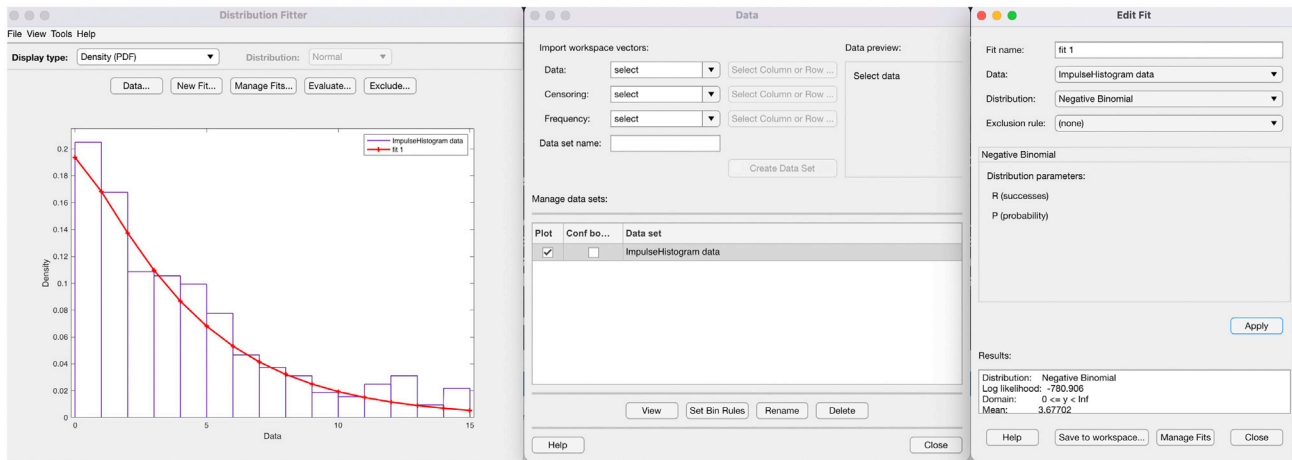 Distribution Fitter
File View Tools Help
Display type: Density (PDF) Distribution: Normal
Data... New Fit... Manage Fits... Evaluate... Exclude...
ImpulseHistogram data
fit 1
0.2
0.18
0.16
0.14
0.12
0.1
0.08
0.06
0.04
0.02
0
Density
0 5 10 15
Data
Data
Import workspace vectors: Data preview:
Data: select Select Column or Row ... Select data
Censoring: select Select Column or Row ...
Frequency: select Select Column or Row ...
Data set name:
Create Data Set
Manage data sets:
Plot Conf bo... Data set
ImpulseHistogram data
View Set Bin Rules Rename Delete
Help Close
Edit Fit
Fit name: fit 1
Data: ImpulseHistogram data
Distribution: Negative Binomial
Exclusion rule: (none)
Negative Binomial
Distribution parameters:
R (successes)
P (probability)
Apply
Results:
Distribution: Negative Binomial
Log likelihood: -780.906
Domain: 0 <= y < Inf
Mean: 3.67702
Help Save to workspace... Manage Fits Close